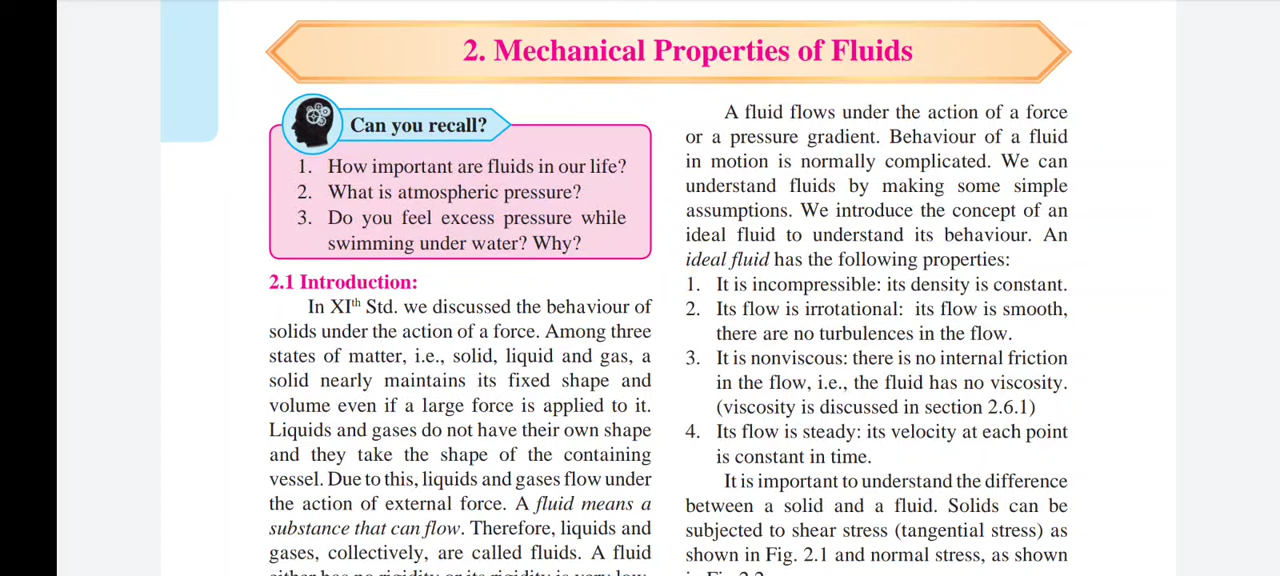 2. Mechanical Properties of Fluids
Can you recall?
1. How important are fluids in our life?
2. What is atmospheric pressure?
3. Do you feel excess pressure while
swimming under water? Why?
2.1 Introduction:
In XIth Std. we discussed the behaviour of
solids under the action of a force. Among three
states of matter, i.e., solid, liquid and gas, a
solid nearly maintains its fixed shape and
volume even if a large force is applied to it.
Liquids and gases do not have their own shape
and they take the shape of the containing
vessel. Due to this, liquids and gases flow under
the action of external force. A fluid means a
substance that can flow. Therefore, liquids and
gases, collectively, are called fluids. A fluid
either has no rigidity or its rigidity is very low.
A fluid flows under the action of a force
or a pressure gradient. Behaviour of a fluid
in motion is normally complicated. We can
understand fluids by making some simple
assumptions. We introduce the concept of an
ideal fluid to understand its behaviour. An
ideal fluid has the following properties:
1. It is incompressible: its density is constant.
2. Its flow is irrotational: its flow is smooth,
there are no turbulences in the flow.
3. It is nonviscous: there is no internal friction
in the flow, i.e., the fluid has no viscosity.
(viscosity is discussed in section 2.6.1)
4. Its flow is steady: its velocity at each point
is constant in time.
It is important to understand the difference
between a solid and a fluid. Solids can be
subjected to shear stress (tangential stress) as
shown in Fig. 2.1 and normal stress, as shown